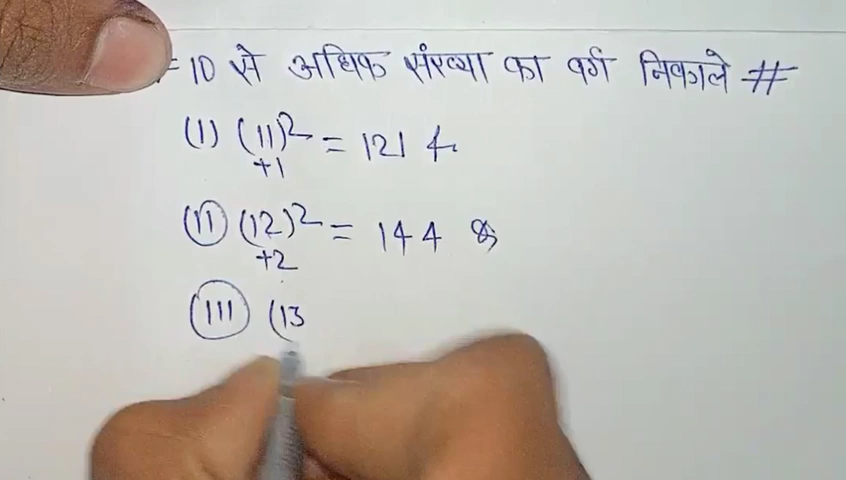 = 10 से अधिक संख्या का वर्ग निकाले #
(I) (11)² = 121
+1
(II) (12)² = 144
+2
(III) (13